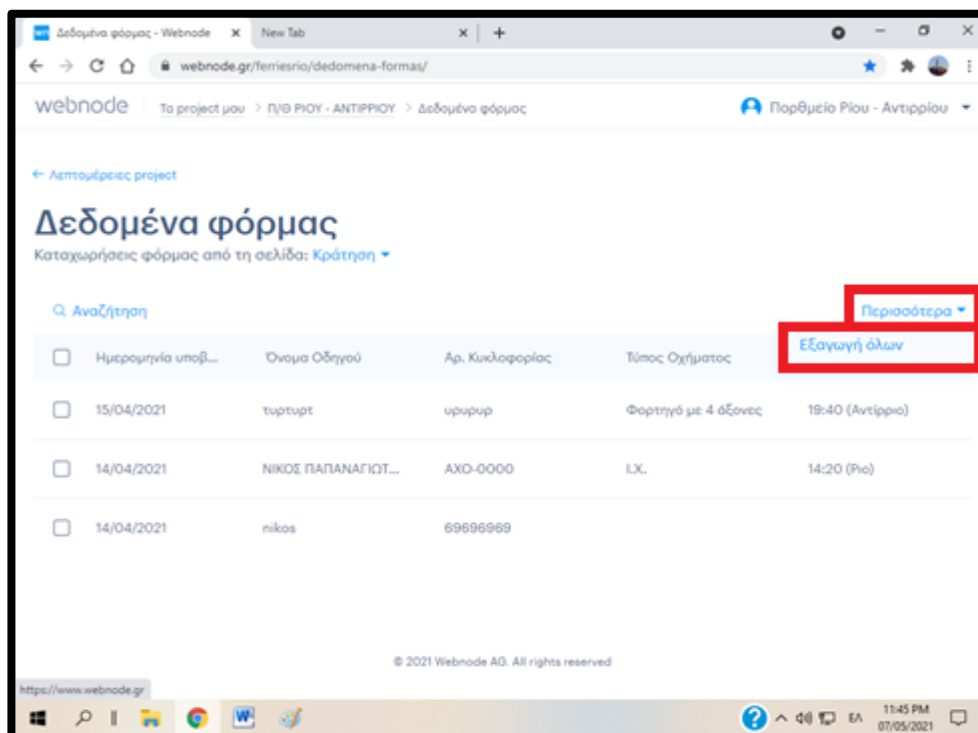 Δεδομένα φόρμας - Webnode
New Tab
webnode.gr/ferriesrio/dedomena-formas/
webnode
Τα project μου > Π/Θ ΡΙΟΥ - ΑΝΤΙΡΡΙΟΥ > Δεδομένα φόρμας
Πορθμείο Ρίου - Αντιρρίου
← Λεπτομέρειες project
Δεδομένα φόρμας
Καταχωρήσεις φόρμας από τη σελίδα: Κράτηση
Αναζήτηση
Περισσότερα
Εξαγωγή όλων
Ημερομηνία υποβ... Όνομα Οδηγού Αρ. Κυκλοφορίας Τύπος Οχήματος
15/04/2021 τυρτυρτ υρυρυρ Φορτηγό με 4 άξονες 19:40 (Αντίρριο)
14/04/2021 ΝΙΚΟΣ ΠΑΠΑΝΑΓΙΩΤ... ΑΧΟ-0000 Ι.Χ. 14:20 (Ριο)
14/04/2021 nikos 69696969
© 2021 Webnode AG. All rights reserved
https://www.webnode.gr
ΕΛ
11:45 PM
07/05/2021